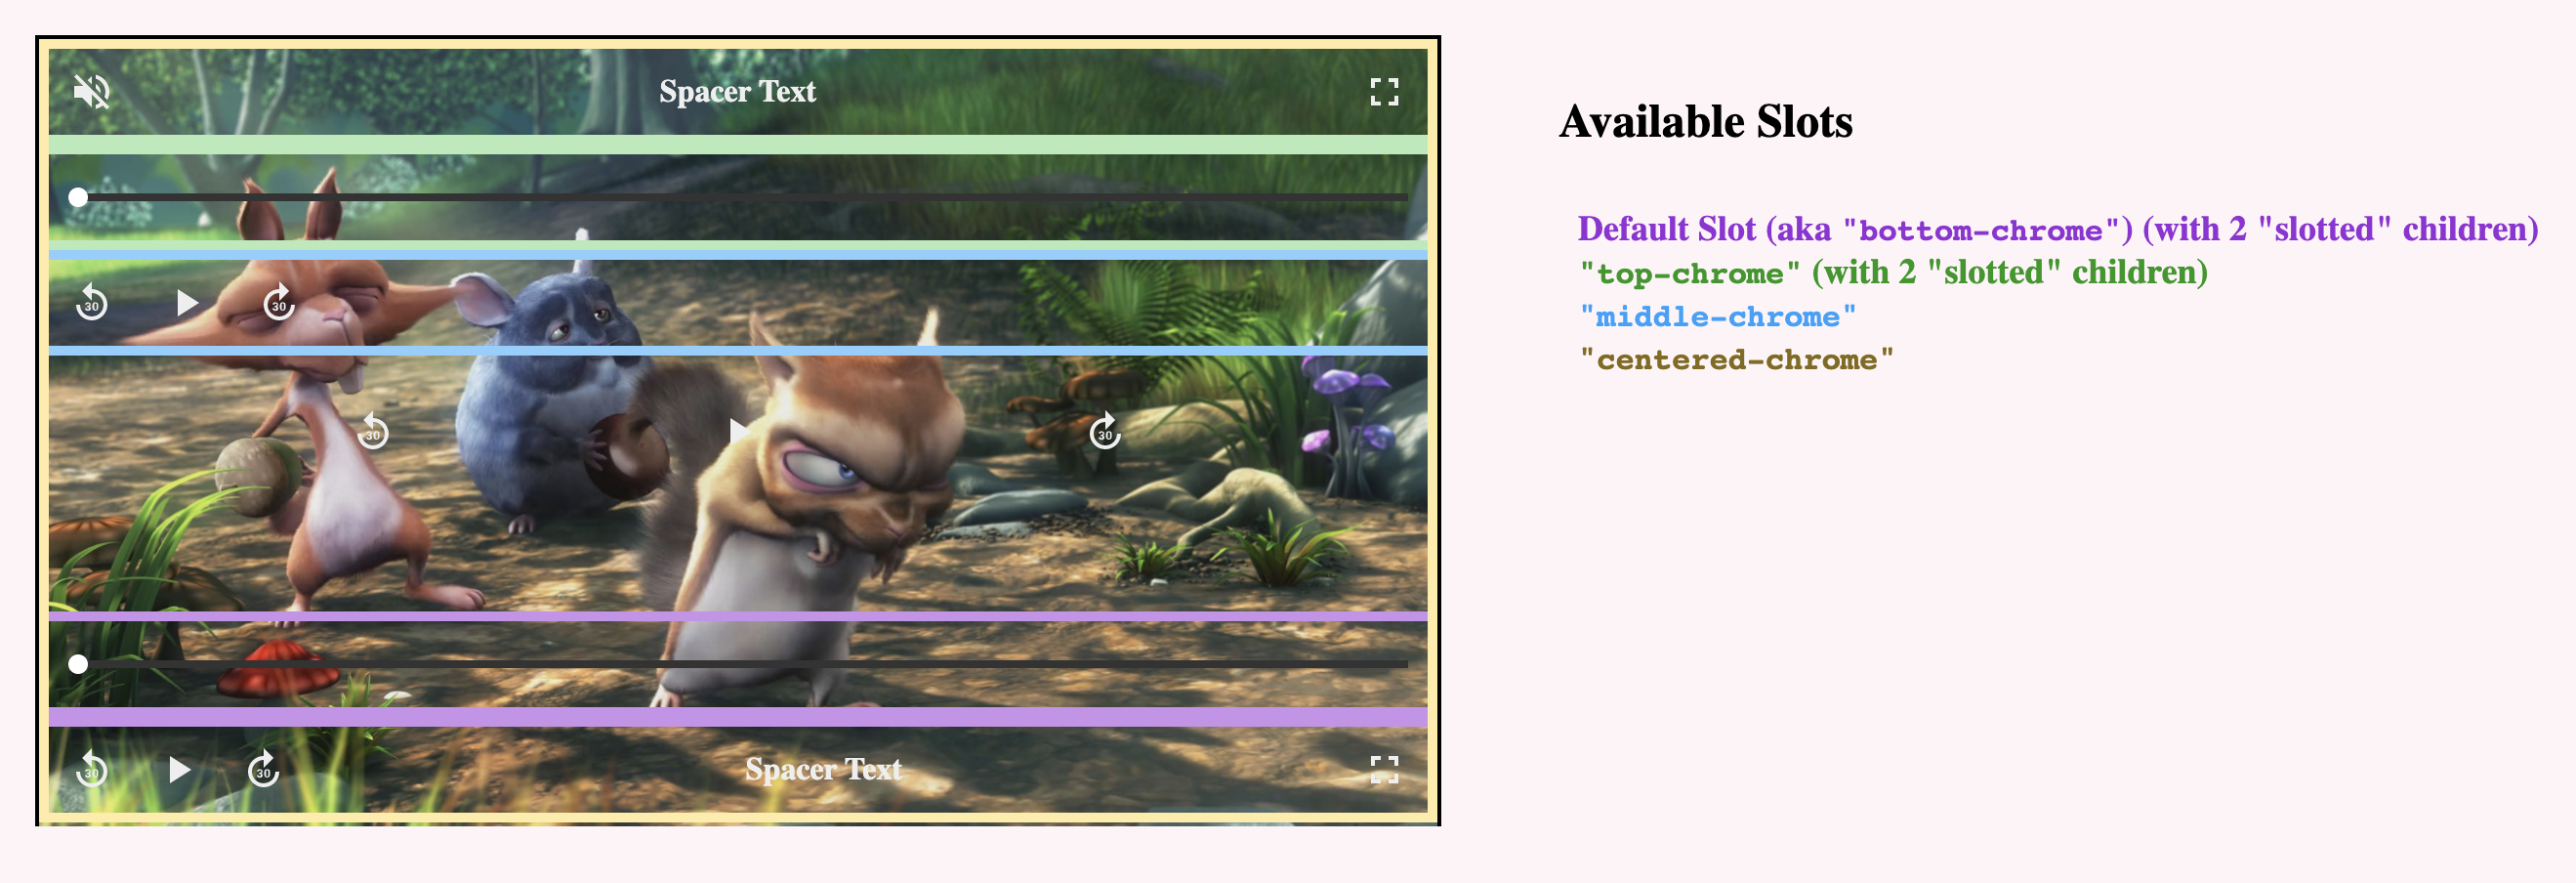 Spacer Text
30 30
30 30
30 30
Spacer Text
Available Slots
Default Slot (aka "bottom-chrome") (with 2 "slotted" children)
"top-chrome" (with 2 "slotted" children)
"middle-chrome"
"centered-chrome"